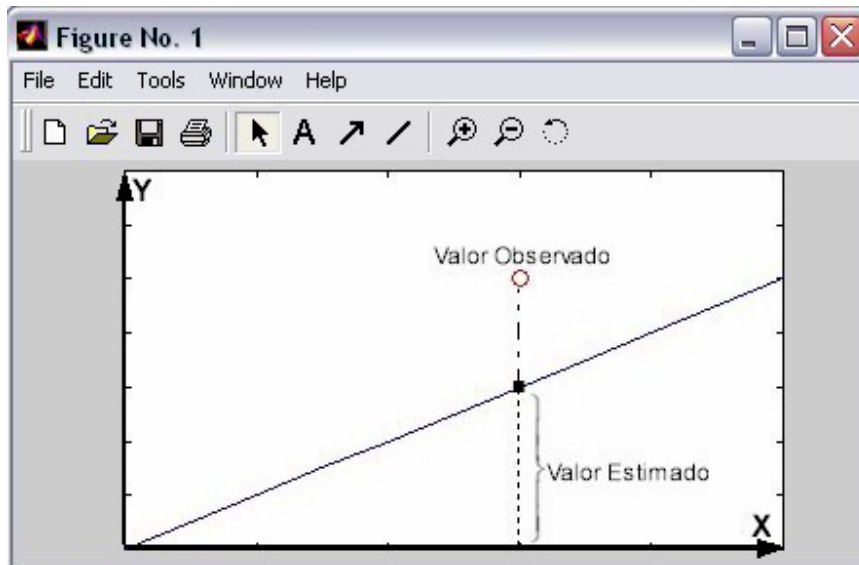 Figure No. 1
File Edit Tools Window Help
A
Y
Valor Observado
Valor Estimado
X